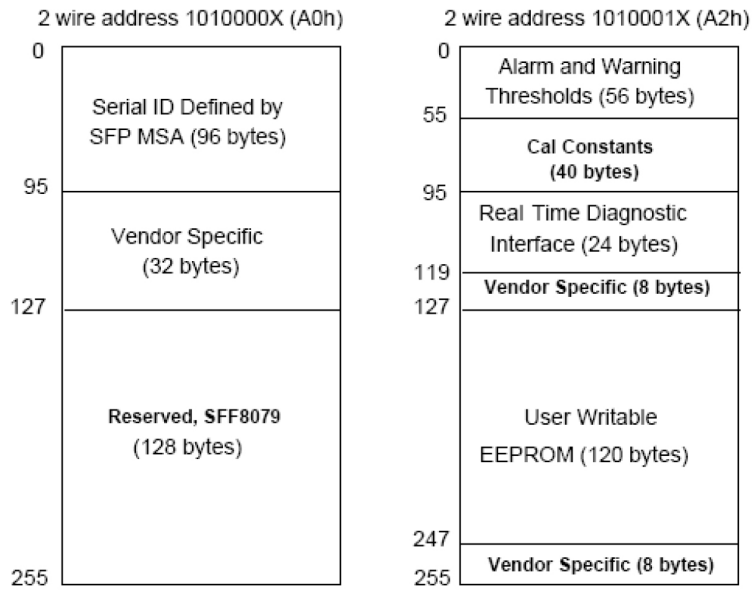 2 wire address 1010000X (A0h)
0
Serial ID Defined by
SFP MSA (96 bytes)
95
Vendor Specific
(32 bytes)
127
Reserved, SFF8079
(128 bytes)
255
2 wire address 1010001X (A2h)
0
Alarm and Warning
Thresholds (56 bytes)
55
Cal Constants
(40 bytes)
95
Real Time Diagnostic
Interface (24 bytes)
119
Vendor Specific (8 bytes)
127
User Writable
EEPROM (120 bytes)
247
Vendor Specific (8 bytes)
255